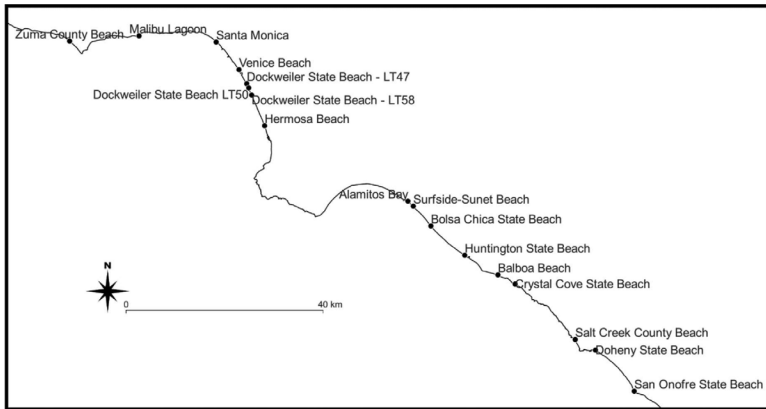 Zuma County Beach
Malibu Lagoon
Santa Monica
Venice Beach
Dockweiler State Beach - LT47
Dockweiler State Beach LT50
Dockweiler State Beach - LT58
Hermosa Beach
Alamitos Bay
Surfside-Sunet Beach
Bolsa Chica State Beach
Huntington State Beach
Balboa Beach
Crystal Cove State Beach
N
0 40 km
Salt Creek County Beach
Doheny State Beach
San Onofre State Beach